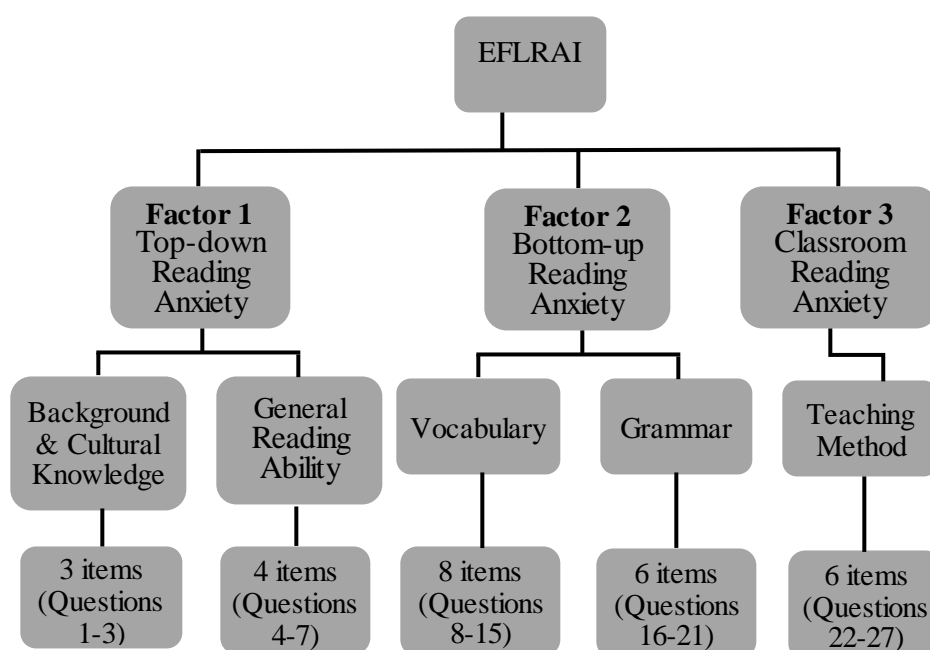 EFLRAI
Factor 1
Top-down
Reading
Anxiety
Factor 2
Bottom-up
Reading
Anxiety
Factor 3
Classroom
Reading
Anxiety
Background
& Cultural
Knowledge
General
Reading
Ability
Vocabulary
Grammar
Teaching
Method
3 items
(Questions
1-3)
4 items
(Questions
4-7)
8 items
(Questions
8-15)
6 items
(Questions
16-21)
6 items
(Questions
22-27)